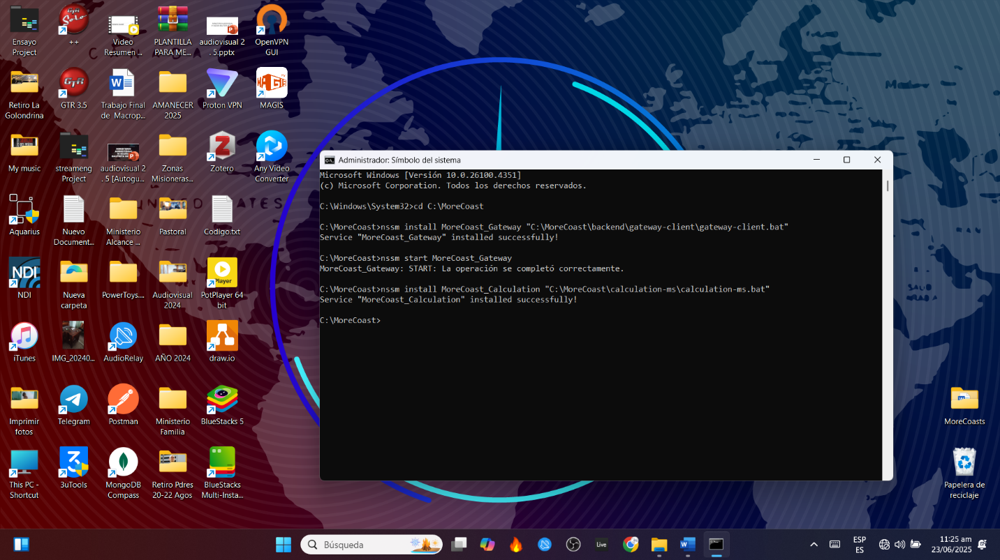 Ensayo
Project
++
Video
Resumen ...
PLANTILLA
PARA ME...
audiovisual 2
. 5.pptx
OpenVPN
GUI
Retiro La
Golondrina
GTR 3.5
Trabajo Final
de Macrop...
AMANECER
2025
Proton VPN
MAGIS
My music
streameng
Project
audiovisual 2
. 5 [Autogu...
Zonas
Misioneras...
Zotero
Any Video
Converter
Aquarius
Nuevo
Document...
Ministerio
Alcance ...
Pastoral
Codigo.txt
NDI
NDI
Nueva
carpeta
PowerToys....
Audiovisual
2024
Player
PotPlayer 64
bit
iTunes
IMG_20240...
AudioRelay
AÑO 2024
draw.io
Imprimir
fotos
Telegram
Postman
Ministerio
Familia
BlueStacks 5
This PC -
Shortcut
3uTools
MongoDB
Compass
Retiro Pdres
20-22 Agos
BlueStacks
Multi-Insta...
Administrador: Símbolo del sistema
Microsoft Windows [Versión 10.0.26100.4351]
(c) Microsoft Corporation. Todos los derechos reservados.
C:\Windows\System32>cd C:\MoreCoast
C:\MoreCoast>nssm install MoreCoast_Gateway "C:\MoreCoast\backend\gateway-client\gateway-client.bat"
Service "MoreCoast_Gateway" installed successfully!
C:\MoreCoast>nssm start MoreCoast_Gateway
MoreCoast_Gateway: START: La operación se completó correctamente.
C:\MoreCoast>nssm install MoreCoast_Calculation "C:\MoreCoast\calculation-ms\calculation-ms.bat"
Service "MoreCoast_Calculation" installed successfully!
C:\MoreCoast>
MoreCoasts
Papelera de
reciclaje
Búsqueda
Live
ESP
ES
11:25 am
23/06/2025